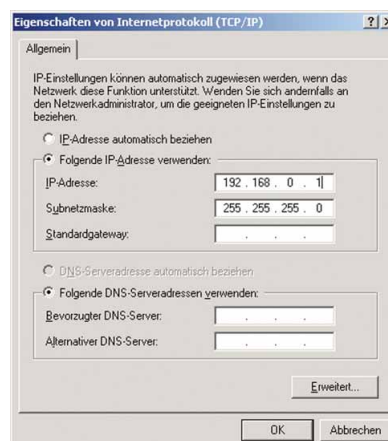 Eigenschaften von Internetprotokoll (TCP/IP)
Allgemein
IP-Einstellungen können automatisch zugewiesen werden, wenn das
Netzwerk diese Funktion unterstützt. Wenden Sie sich andernfalls an
den Netzwerkadministrator, um die geeigneten IP-Einstellungen zu
beziehen.
IP-Adresse automatisch beziehen
Folgende IP-Adresse verwenden:
IP-Adresse: 192 . 168 . 0 . 1
Subnetzmaske: 255 . 255 . 255 . 0
Standardgateway: . . .
DNS-Serveradresse automatisch beziehen
Folgende DNS-Serveradressen verwenden:
Bevorzugter DNS-Server: . . .
Alternativer DNS-Server: . . .
Erweitert...
OK Abbrechen